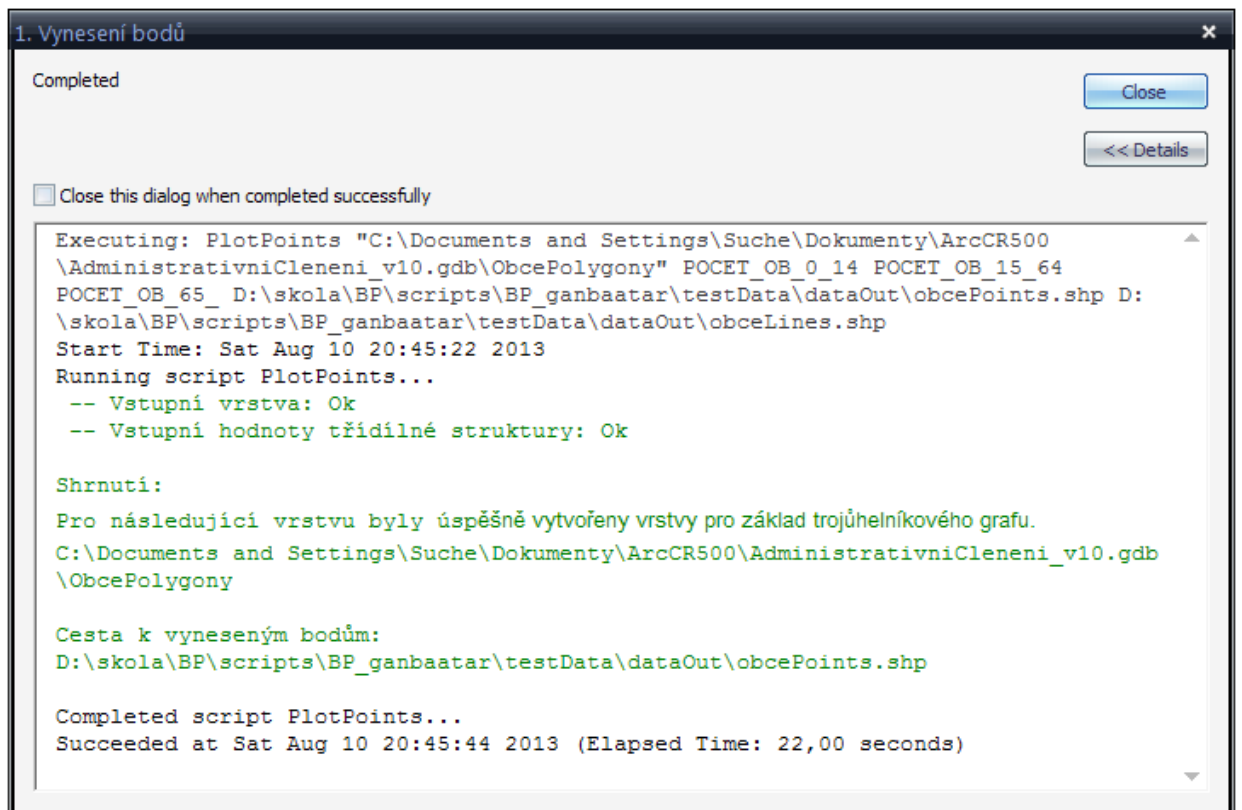 1. Vynesení bodů
Completed
Close
<< Details
Close this dialog when completed successfully
Executing: PlotPoints "C:\Documents and Settings\Suche\Dokumenty\ArcCR500
\AdministrativniCleneni_v10.gdb\ObcePolygony" POCET_OB_0_14 POCET_OB_15_64
POCET_OB_65_ D:\skola\BP\scripts\BP_ganbaatar\testData\dataOut\obcePoints.shp D:
\skola\BP\scripts\BP_ganbaatar\testData\dataOut\obceLines.shp
Start Time: Sat Aug 10 20:45:22 2013
Running script PlotPoints...
-- Vstupní vrstva: Ok
-- Vstupní hodnoty třídílné struktury: Ok
Shrnutí:
Pro následující vrstvu byly úspěšně vytvořeny vrstvy pro základ trojůhelníkového grafu.
C:\Documents and Settings\Suche\Dokumenty\ArcCR500\AdministrativniCleneni_v10.gdb
\ObcePolygony
Cesta k vyneseným bodům:
D:\skola\BP\scripts\BP_ganbaatar\testData\dataOut\obcePoints.shp
Completed script PlotPoints...
Succeeded at Sat Aug 10 20:45:44 2013 (Elapsed Time: 22,00 seconds)